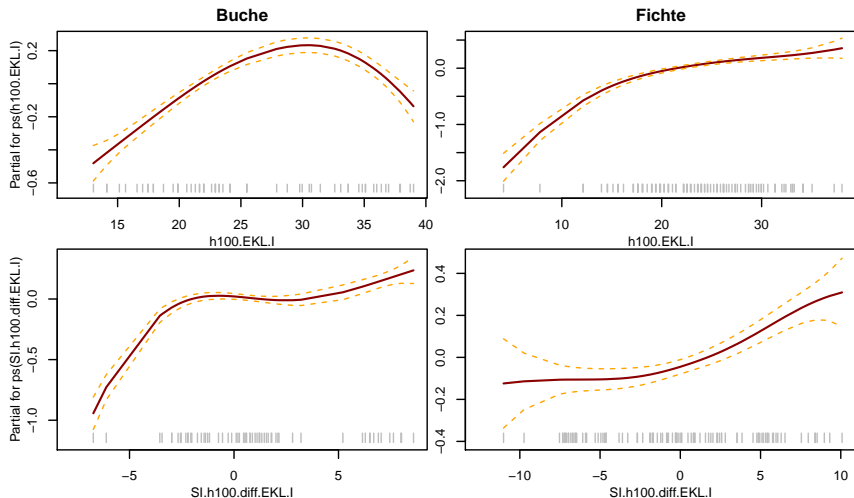 Buche
Fichte
Partial for ps(h100.EKL.I)
0.2
−0.2
−0.6
15 20 25 30 35 40
h100.EKL.I
0.0
−1.0
−2.0
10 20 30
h100.EKL.I
Partial for ps(SI.h100.diff.EKL.I)
0.0
−0.5
−1.0
−5 0 5
SI.h100.diff.EKL.I
0.4
0.2
0.0
−0.2
−0.4
−10 −5 0 5 10
SI.h100.diff.EKL.I